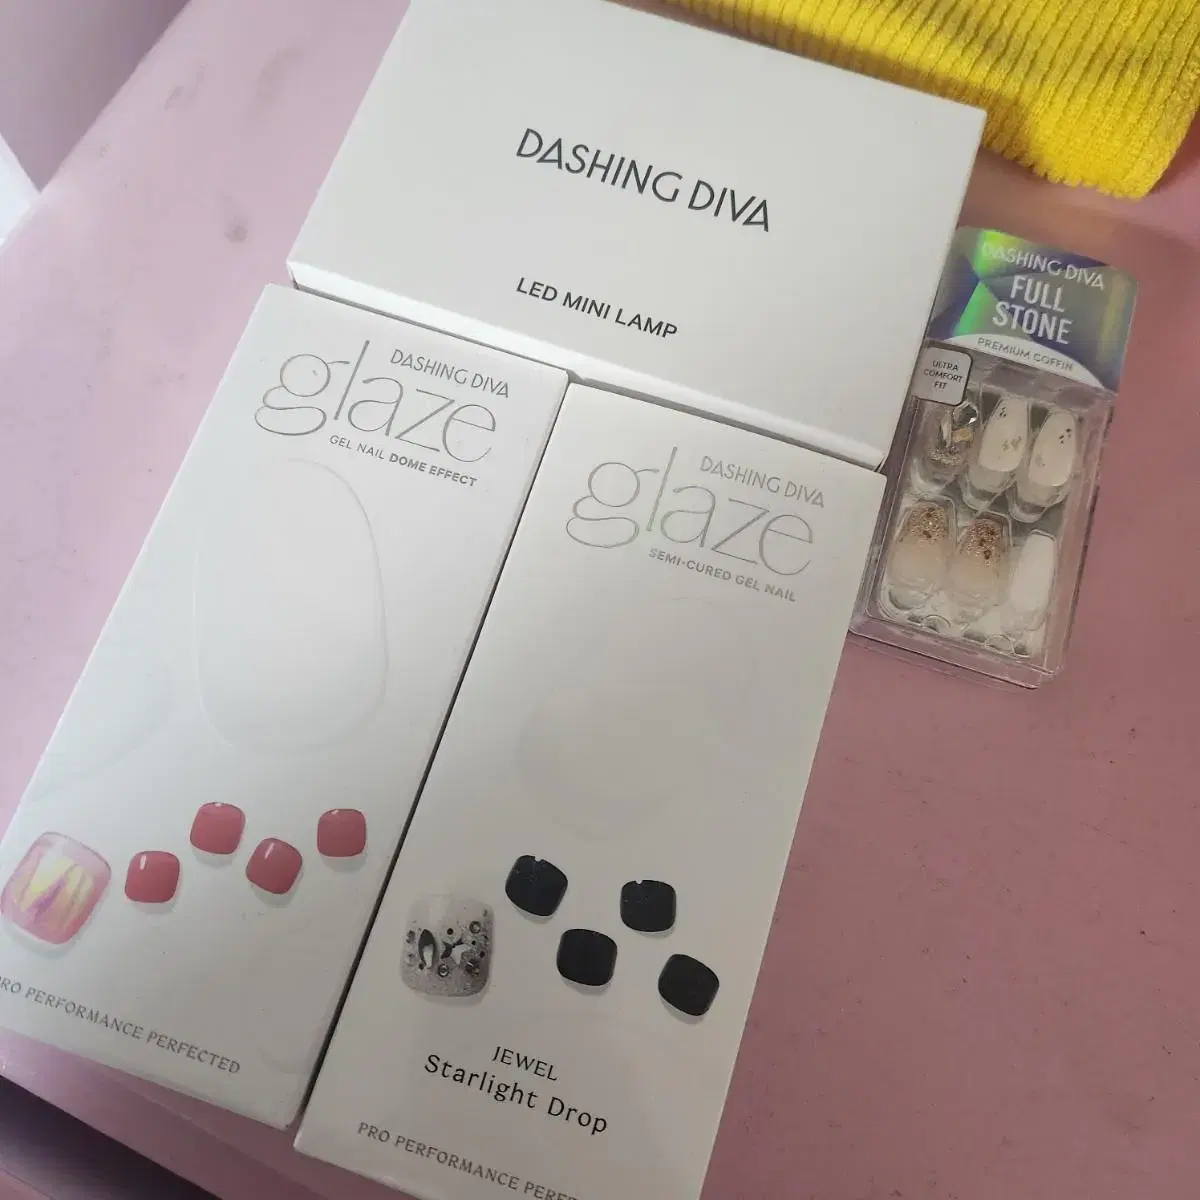 DASHING DIVA
LED MINI LAMP
DASHING DIVA
glaze
GEL NAIL DOME EFFECT
PRO PERFORMANCE PERFECTED
DASHING DIVA
glaze
SEMI-CURED GEL NAIL
JEWEL
Starlight Drop
PRO PERFORMANCE
DASHING DIVA
FULL
STONE
PREMIUM COFFIN
ULTRA
COMFORT
FIT